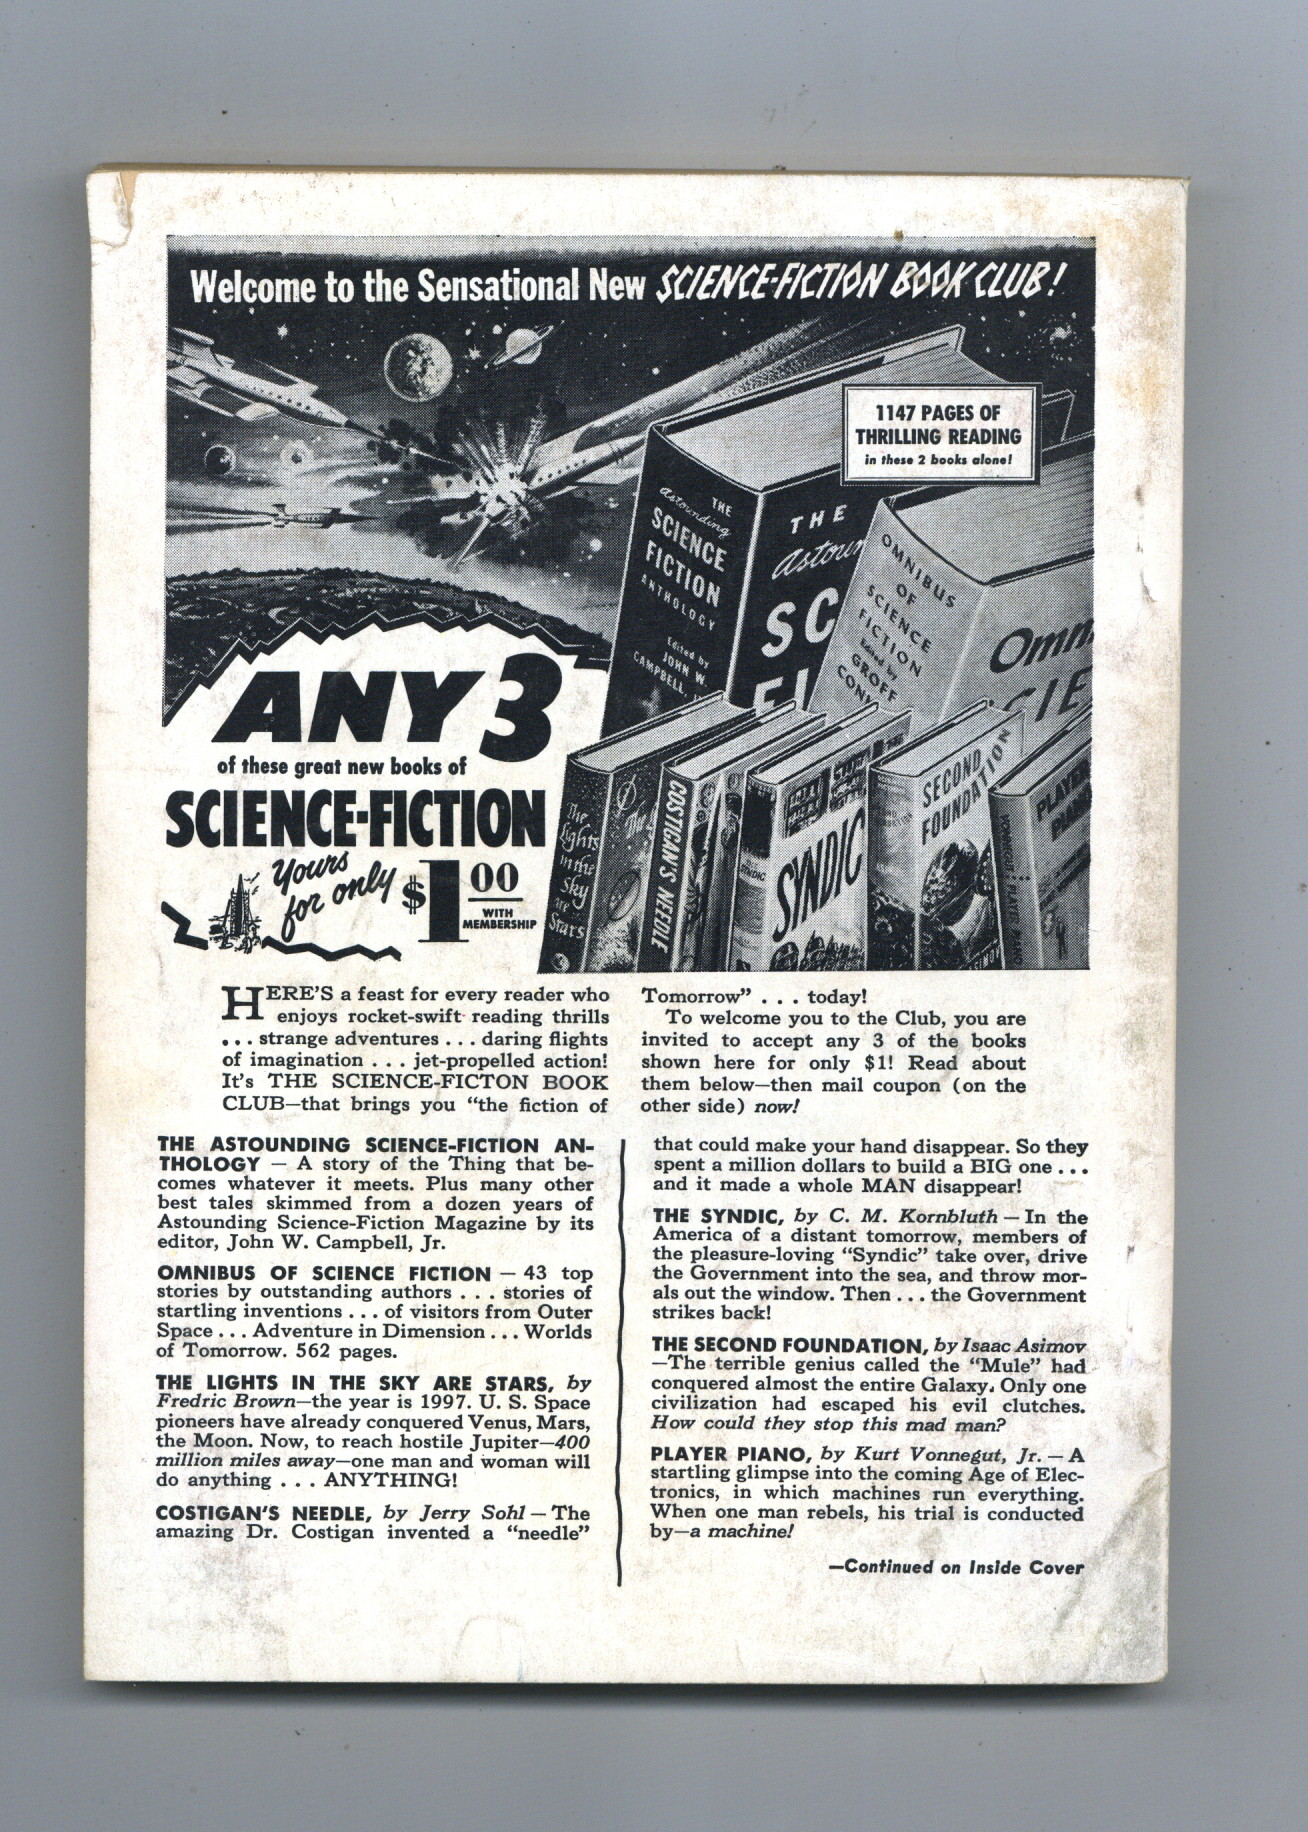 Welcome to the Sensational New SCIENCE-FICTION BOOK CLUB!
1147 PAGES OF
THRILLING READING
in these 2 books alone!
THE
Astounding
SCIENCE
FICTION
ANTHOLOGY
Edited by
JOHN W.
CAMPBELL,
THE
Astoun
SC
FI
OMNIBUS
OF
SCIENCE
FICTION
Edited by
GROFF
CON
Omn
SCIE
ANY 3
of these great new books of
SCIENCE-FICTION
Yours
for only
$1.00
WITH
MEMBERSHIP
The
Lights
in the
Sky
are
Stars
COSTIGAN'S NEEDLE
SYNDIC
SYNDIC
SECOND
FOUNDATION
ASIMOV
VONNEGUT PLAYER PIANO
PLAYER
PIANO
HERE'S a feast for every reader who
enjoys rocket-swift reading thrills
... strange adventures ... daring flights
of imagination ... jet-propelled action!
It's THE SCIENCE-FICTON BOOK
CLUB—that brings you "the fiction of
Tomorrow" ... today!
To welcome you to the Club, you are
invited to accept any 3 of the books
shown here for only $1! Read about
them below—then mail coupon (on the
other side) now!
THE ASTOUNDING SCIENCE-FICTION AN-
THOLOGY — A story of the Thing that be-
comes whatever it meets. Plus many other
best tales skimmed from a dozen years of
Astounding Science-Fiction Magazine by its
editor, John W. Campbell, Jr.
OMNIBUS OF SCIENCE FICTION — 43 top
stories by outstanding authors ... stories of
startling inventions ... of visitors from Outer
Space ... Adventure in Dimension ... Worlds
of Tomorrow. 562 pages.
THE LIGHTS IN THE SKY ARE STARS, by
Fredric Brown—the year is 1997. U. S. Space
pioneers have already conquered Venus, Mars,
the Moon. Now, to reach hostile Jupiter—400
million miles away—one man and woman will
do anything ... ANYTHING!
COSTIGAN'S NEEDLE, by Jerry Sohl — The
amazing Dr. Costigan invented a "needle"
that could make your hand disappear. So they
spent a million dollars to build a BIG one ...
and it made a whole MAN disappear!
THE SYNDIC, by C. M. Kornbluth — In the
America of a distant tomorrow, members of
the pleasure-loving "Syndic" take over, drive
the Government into the sea, and throw mor-
als out the window. Then ... the Government
strikes back!
THE SECOND FOUNDATION, by Isaac Asimov
—The terrible genius called the "Mule" had
conquered almost the entire Galaxy. Only one
civilization had escaped his evil clutches.
How could they stop this mad man?
PLAYER PIANO, by Kurt Vonnegut, Jr. — A
startling glimpse into the coming Age of Elec-
tronics, in which machines run everything.
When one man rebels, his trial is conducted
by—a machine!
—Continued on Inside Cover